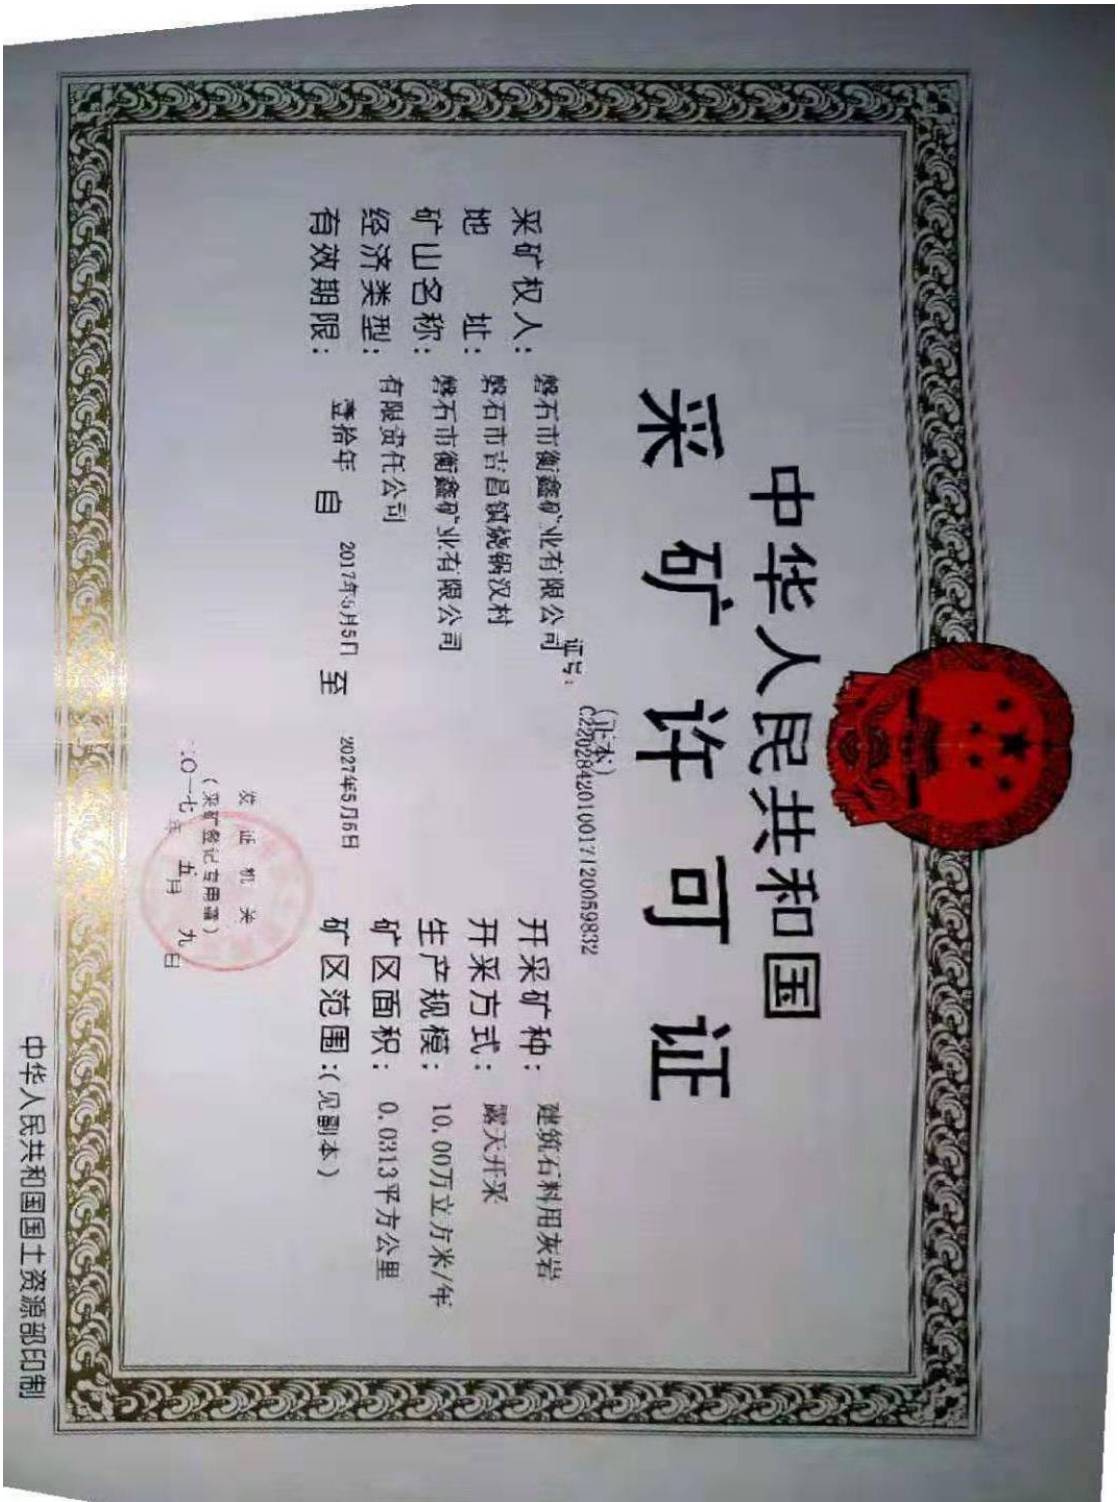 中华人民共和国
采矿许可证
(正本)
证号: C2202842010017120059832
采矿权人: 磐石市衡鑫矿业有限公司
地址: 磐石市吉昌镇烧锅汉村
矿山名称: 磐石市衡鑫矿业有限公司
经济类型: 有限责任公司
有效期限: 壹拾年 自 2017年5月5日 至 2027年5月5日
开采矿种: 建筑石料用灰岩
开采方式: 露天开采
生产规模: 10.00万立方米/年
矿区面积: 0.0313平方公里
矿区范围:(见副本)
发证机关
(采矿登记专用章)
二〇一七年五月九日
中华人民共和国国土资源部印制